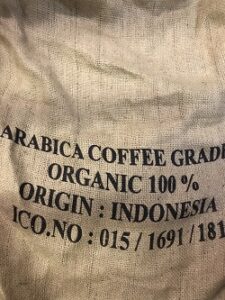 ARABICA COFFEE GRADE
ORGANIC 100 %
ORIGIN : INDONESIA
ICO.NO : 015 / 1691 / 181